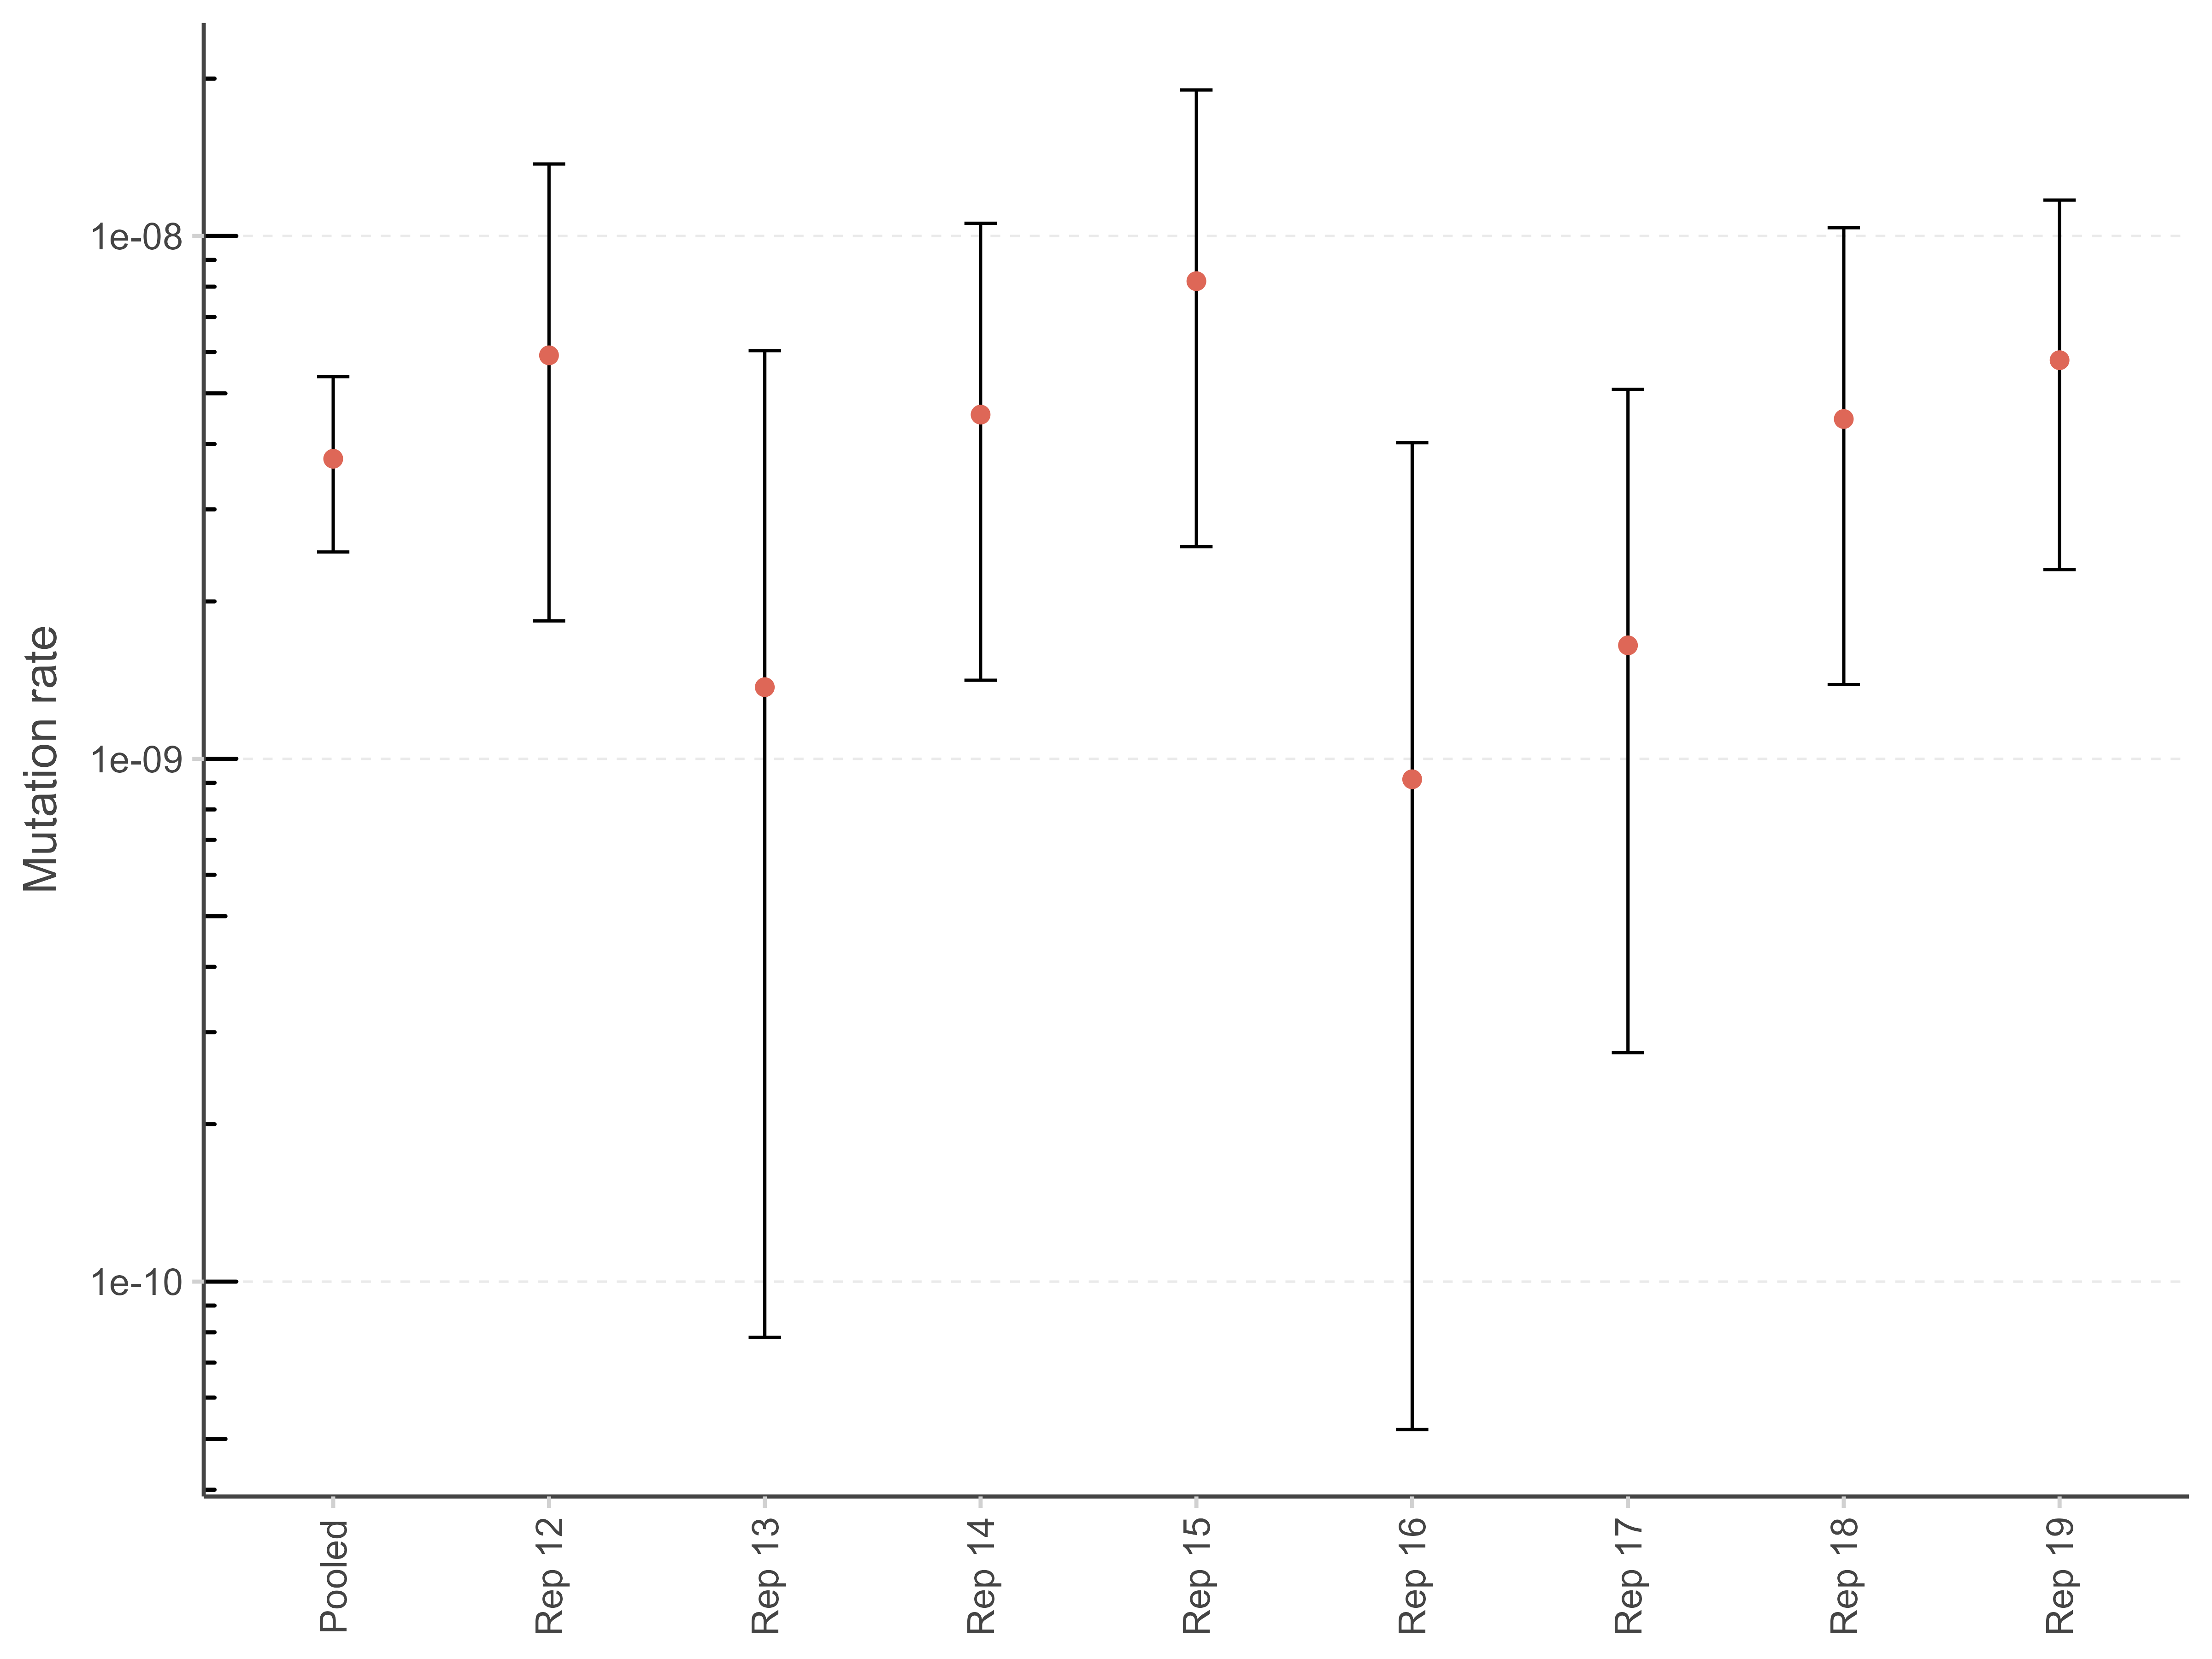 Mutation rate
1e-08
1e-09
1e-10
Pooled
Rep 12
Rep 13
Rep 14
Rep 15
Rep 16
Rep 17
Rep 18
Rep 19